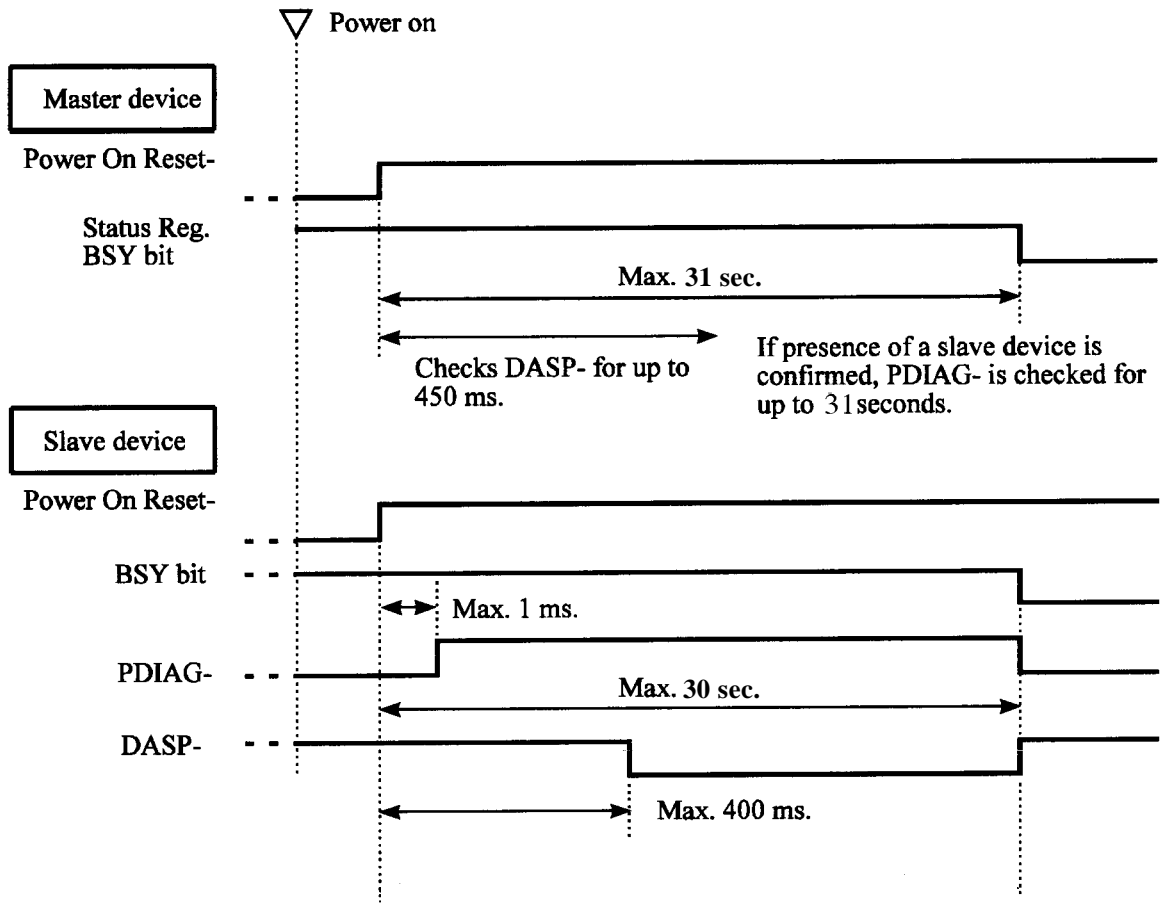 Power on
Master device
Power On Reset-
Status Reg.
BSY bit
Max. 31 sec.
Checks DASP- for up to
450 ms.
If presence of a slave device is
confirmed, PDIAG- is checked for
up to 31seconds.
Slave device
Power On Reset-
BSY bit
Max. 1 ms.
PDIAG-
Max. 30 sec.
DASP-
Max. 400 ms.